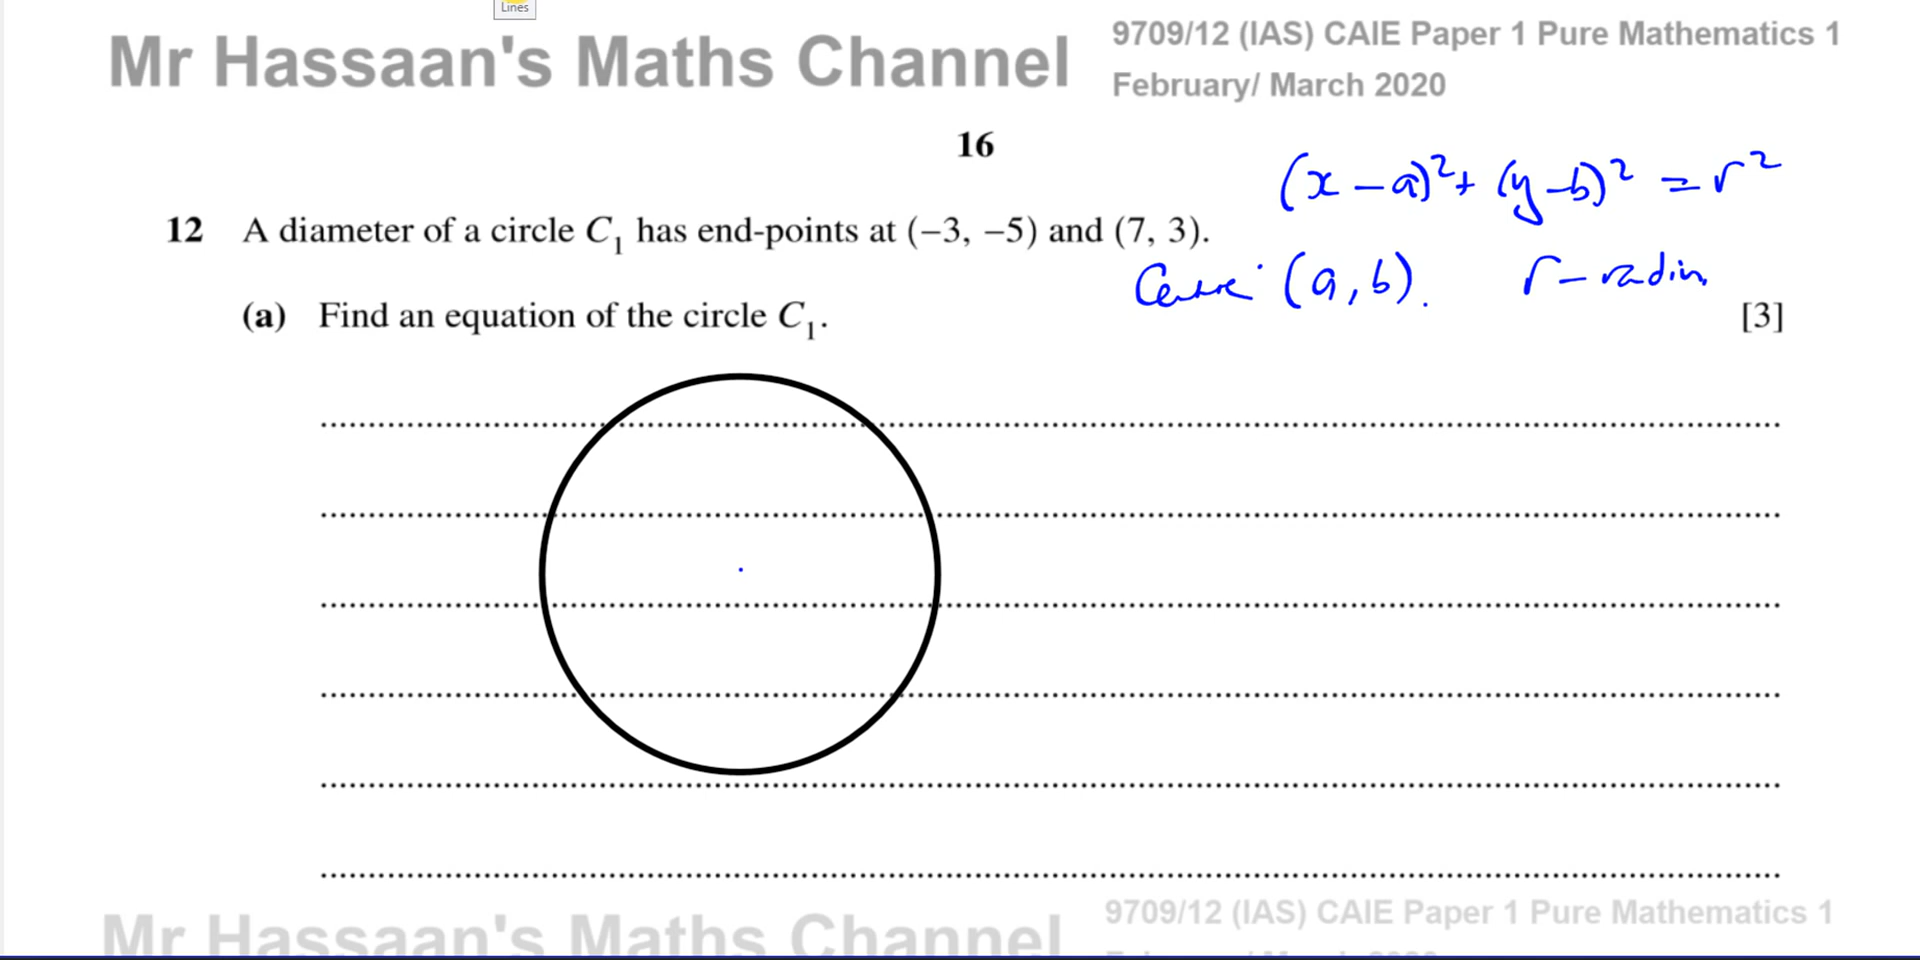 Lines
Mr Hassaan's Maths Channel
9709/12 (IAS) CAIE Paper 1 Pure Mathematics 1
February/ March 2020
16
(x - a)² + (y - b)² = r²
12 A diameter of a circle C₁ has end-points at (−3, −5) and (7, 3).
Centre (a, b). r - radius
(a) Find an equation of the circle C₁. [3]
Mr Hassaan's Maths Channel
9709/12 (IAS) CAIE Paper 1 Pure Mathematics 1